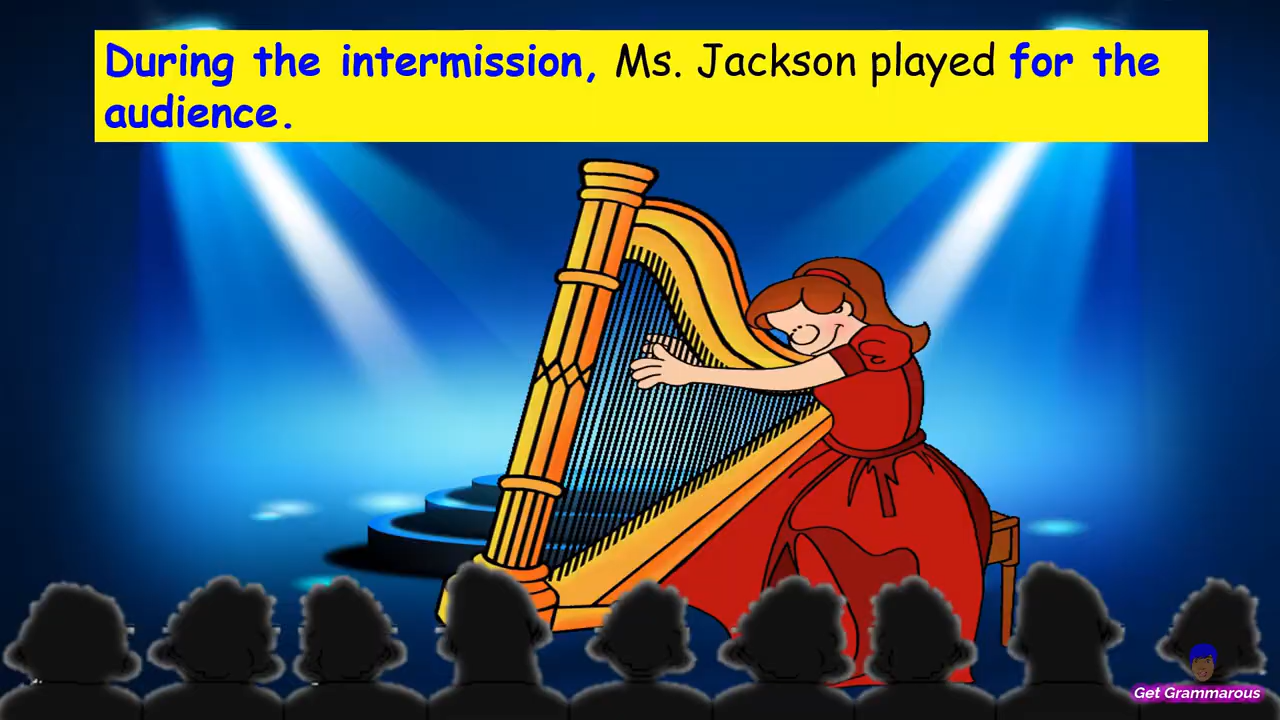 During the intermission, Ms. Jackson played for the
audience.
Get Grammarous